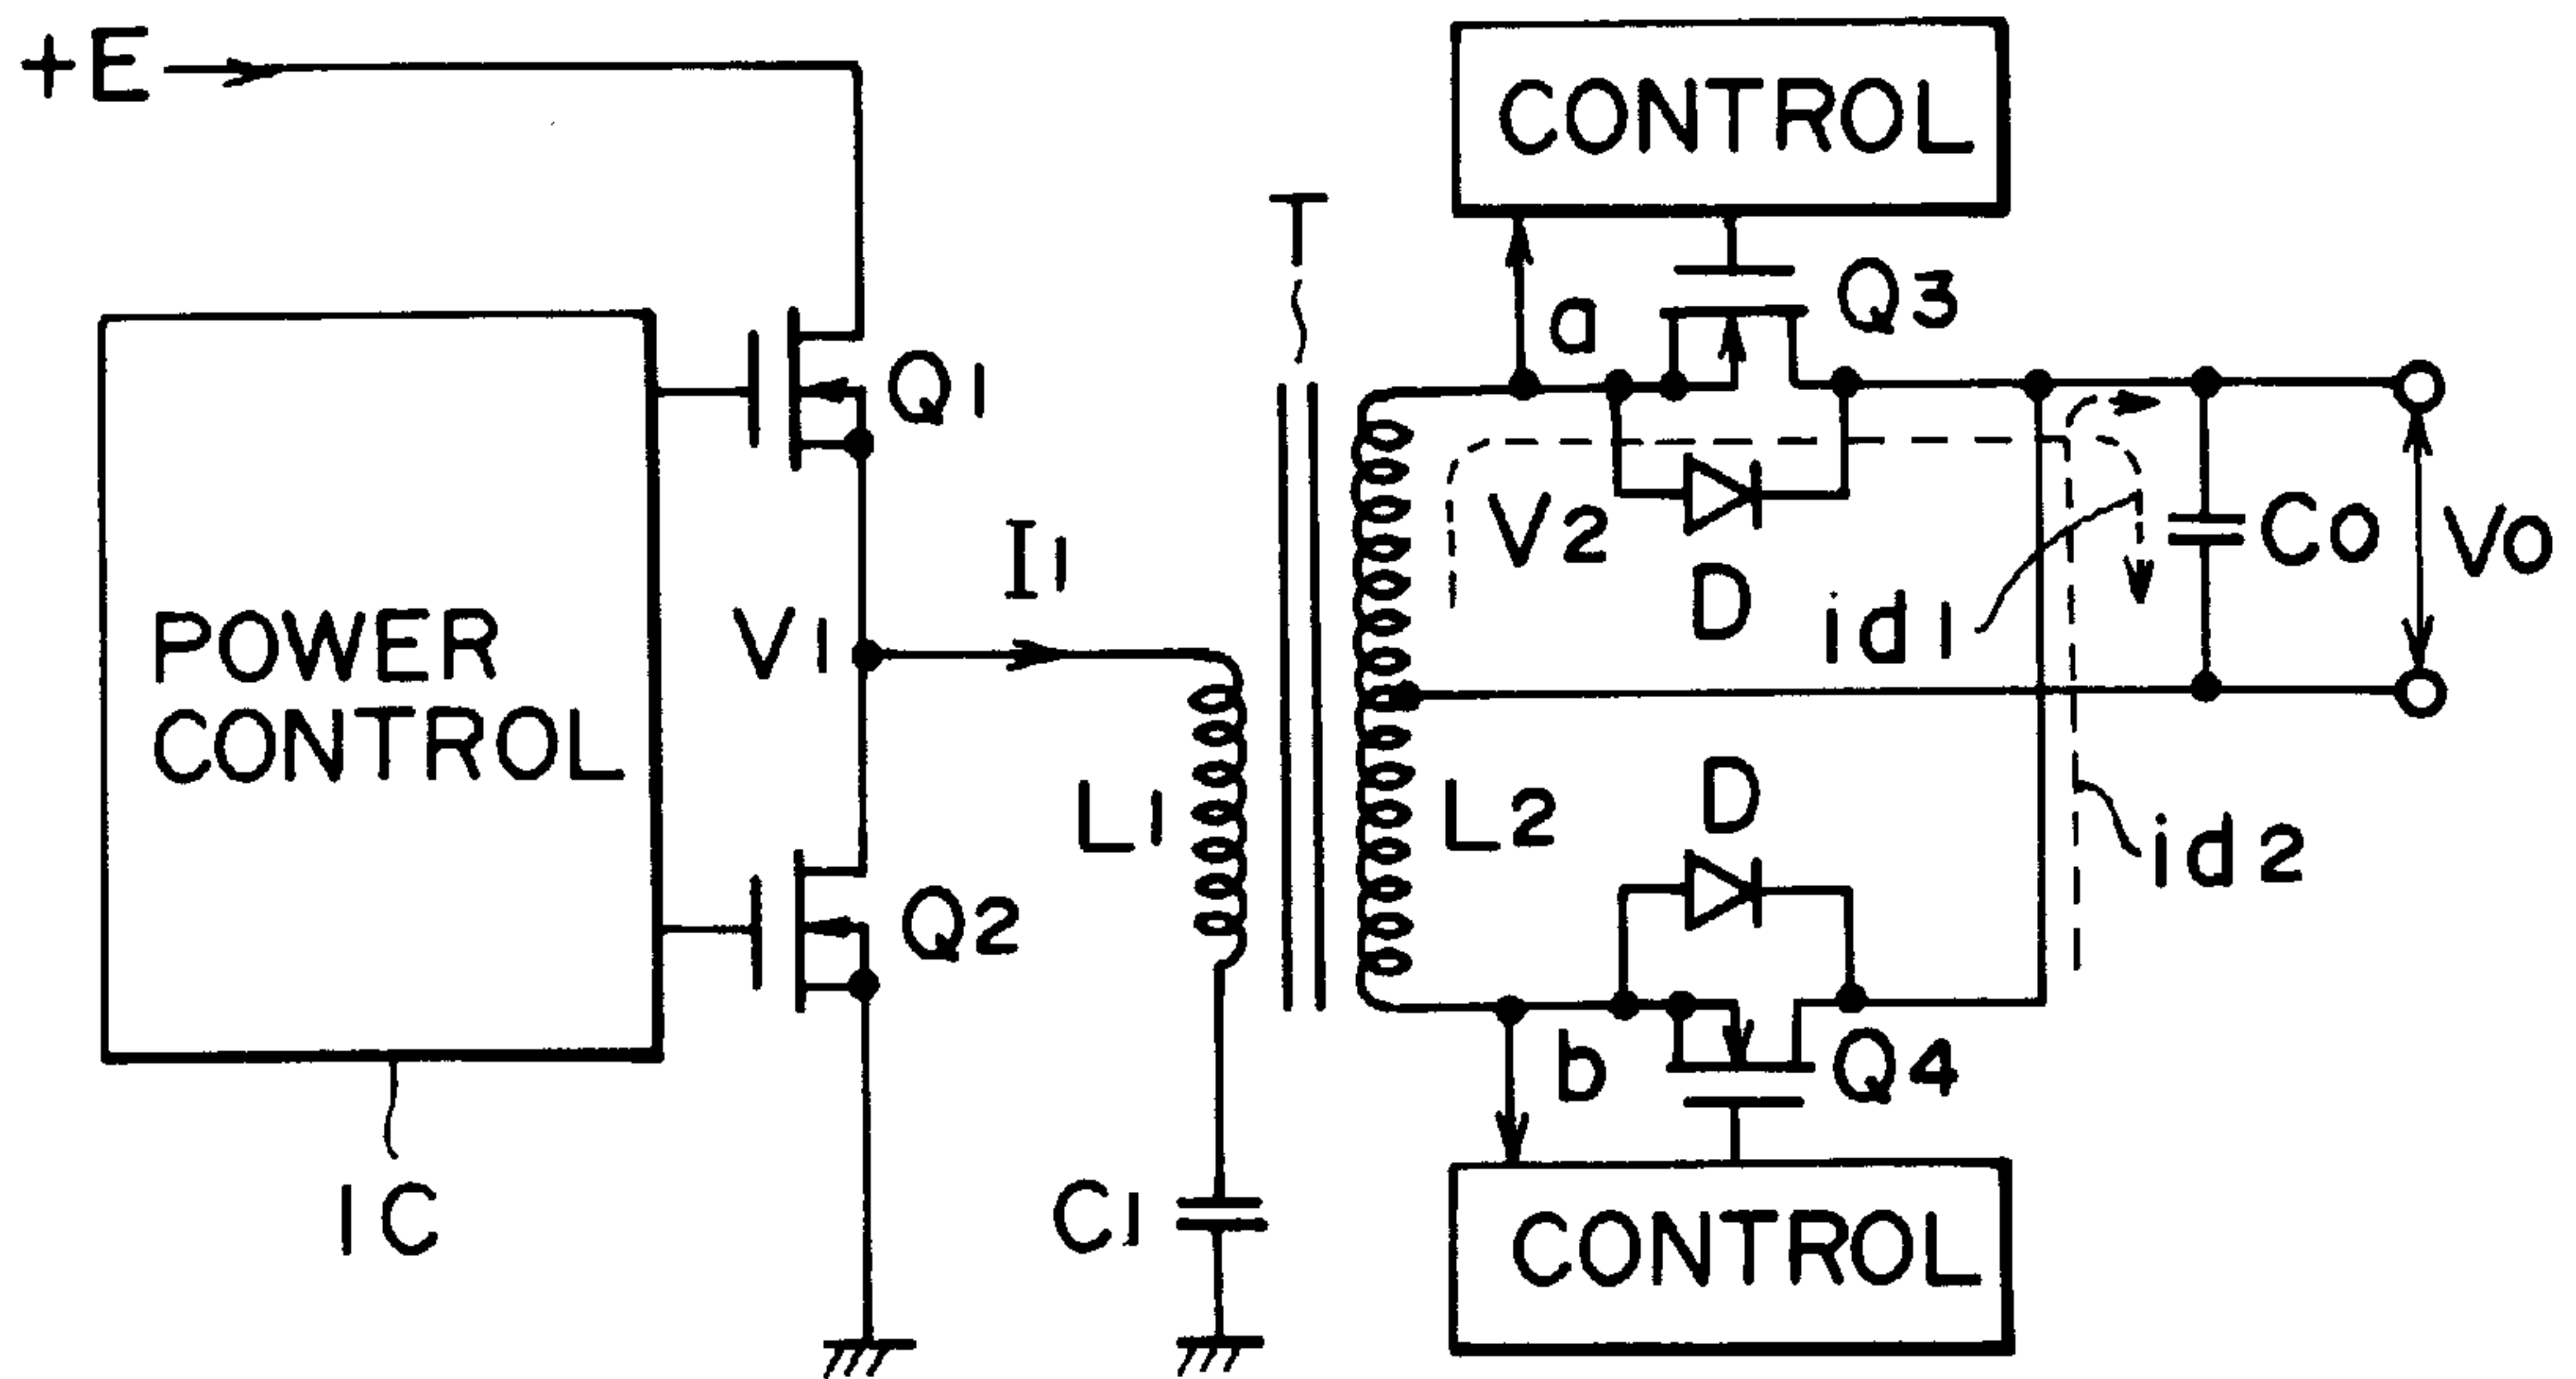 +E
CONTROL
T
Q3
a
Q1
I1
V2
Co
Vo
D
id1
V1
POWER
CONTROL
L1
L2
D
id2
Q2
b
Q4
C1
IC
CONTROL